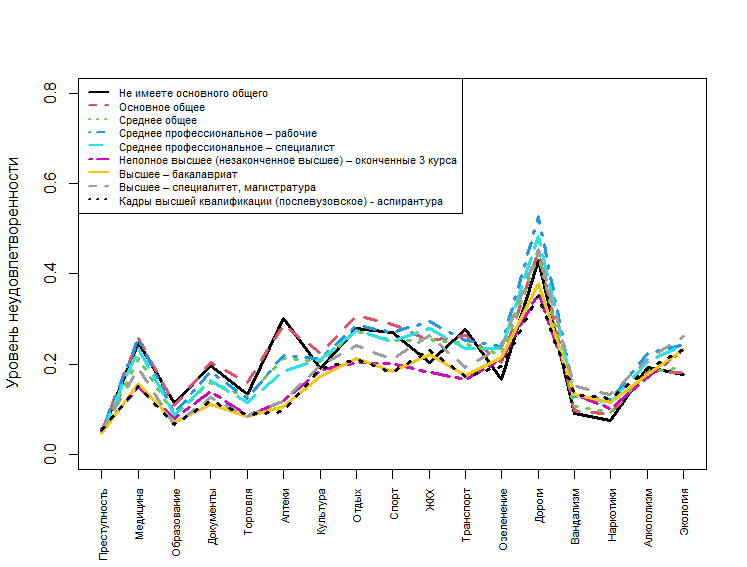 Уровень неудовлетворенности
0.8
0.6
0.4
0.2
0.0
Не имеете основного общего
Основное общее
Среднее общее
Среднее профессиональное – рабочие
Среднее профессиональное – специалист
Неполное высшее (незаконченное высшее) – оконченные 3 курса
Высшее – бакалавриат
Высшее – специалитет, магистратура
Кадры высшей квалификации (послевузовское) - аспирантура
Преступность
Медицина
Образование
Документы
Торговля
Аптеки
Культура
Отдых
Спорт
ЖКХ
Транспорт
Озеленение
Дороги
Вандализм
Наркотики
Алкоголизм
Экология